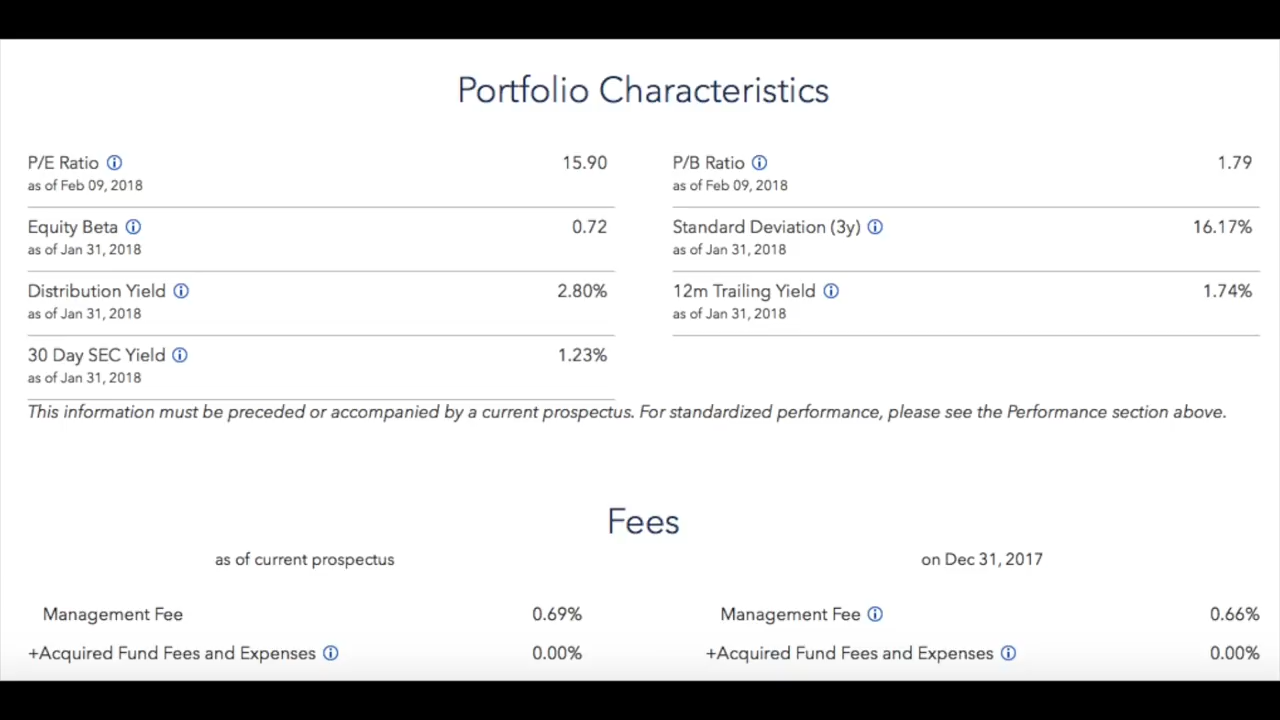 Portfolio Characteristics
P/E Ratio 15.90
as of Feb 09, 2018
P/B Ratio 1.79
as of Feb 09, 2018
Equity Beta 0.72
as of Jan 31, 2018
Standard Deviation (3y) 16.17%
as of Jan 31, 2018
Distribution Yield 2.80%
as of Jan 31, 2018
12m Trailing Yield 1.74%
as of Jan 31, 2018
30 Day SEC Yield 1.23%
as of Jan 31, 2018
This information must be preceded or accompanied by a current prospectus. For standardized performance, please see the Performance section above.
Fees
as of current prospectus
on Dec 31, 2017
Management Fee 0.69%
Management Fee 0.66%
+Acquired Fund Fees and Expenses 0.00%
+Acquired Fund Fees and Expenses 0.00%